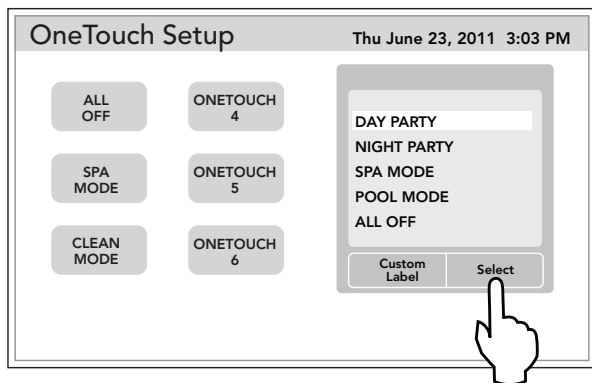 OneTouch Setup
Thu June 23, 2011 3:03 PM
ALL
OFF
ONETOUCH
4
SPA
MODE
ONETOUCH
5
CLEAN
MODE
ONETOUCH
6
DAY PARTY
NIGHT PARTY
SPA MODE
POOL MODE
ALL OFF
Custom
Label
Select